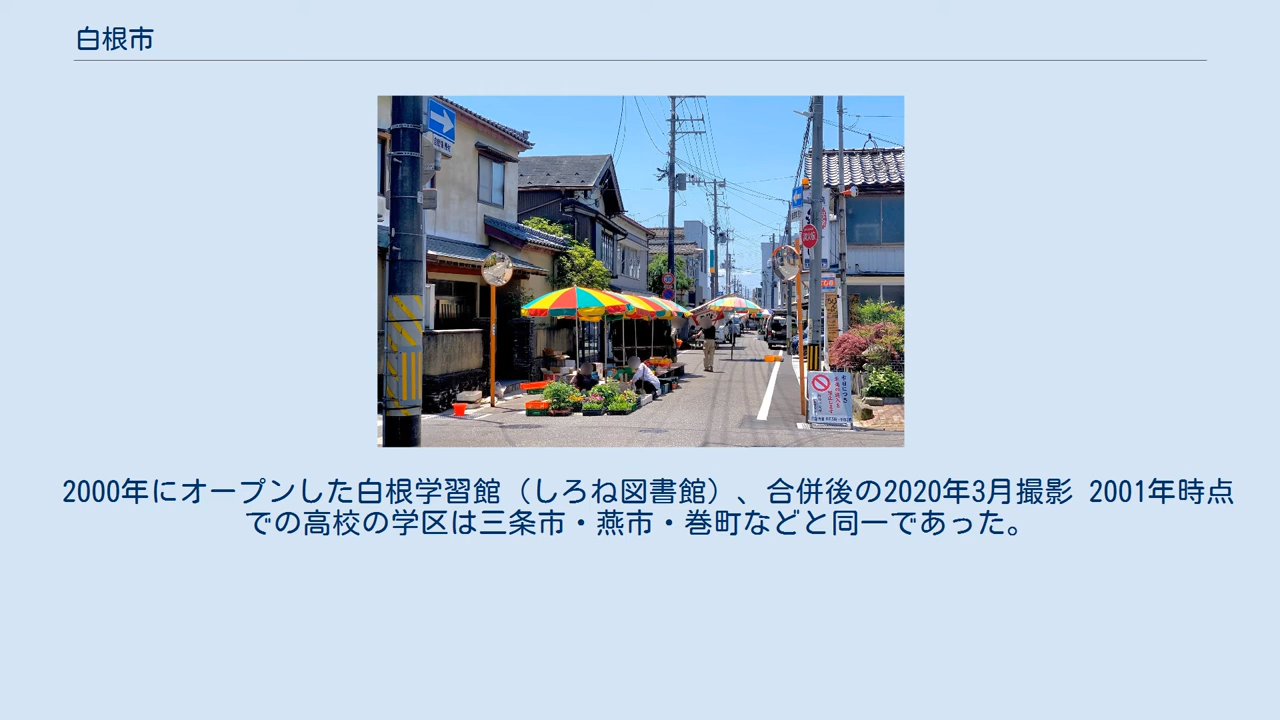 白根市
2000年にオープンした白根学習館（しろね図書館）、合併後の2020年3月撮影 2001年時点
での高校の学区は三条市・燕市・巻町などと同一であった。